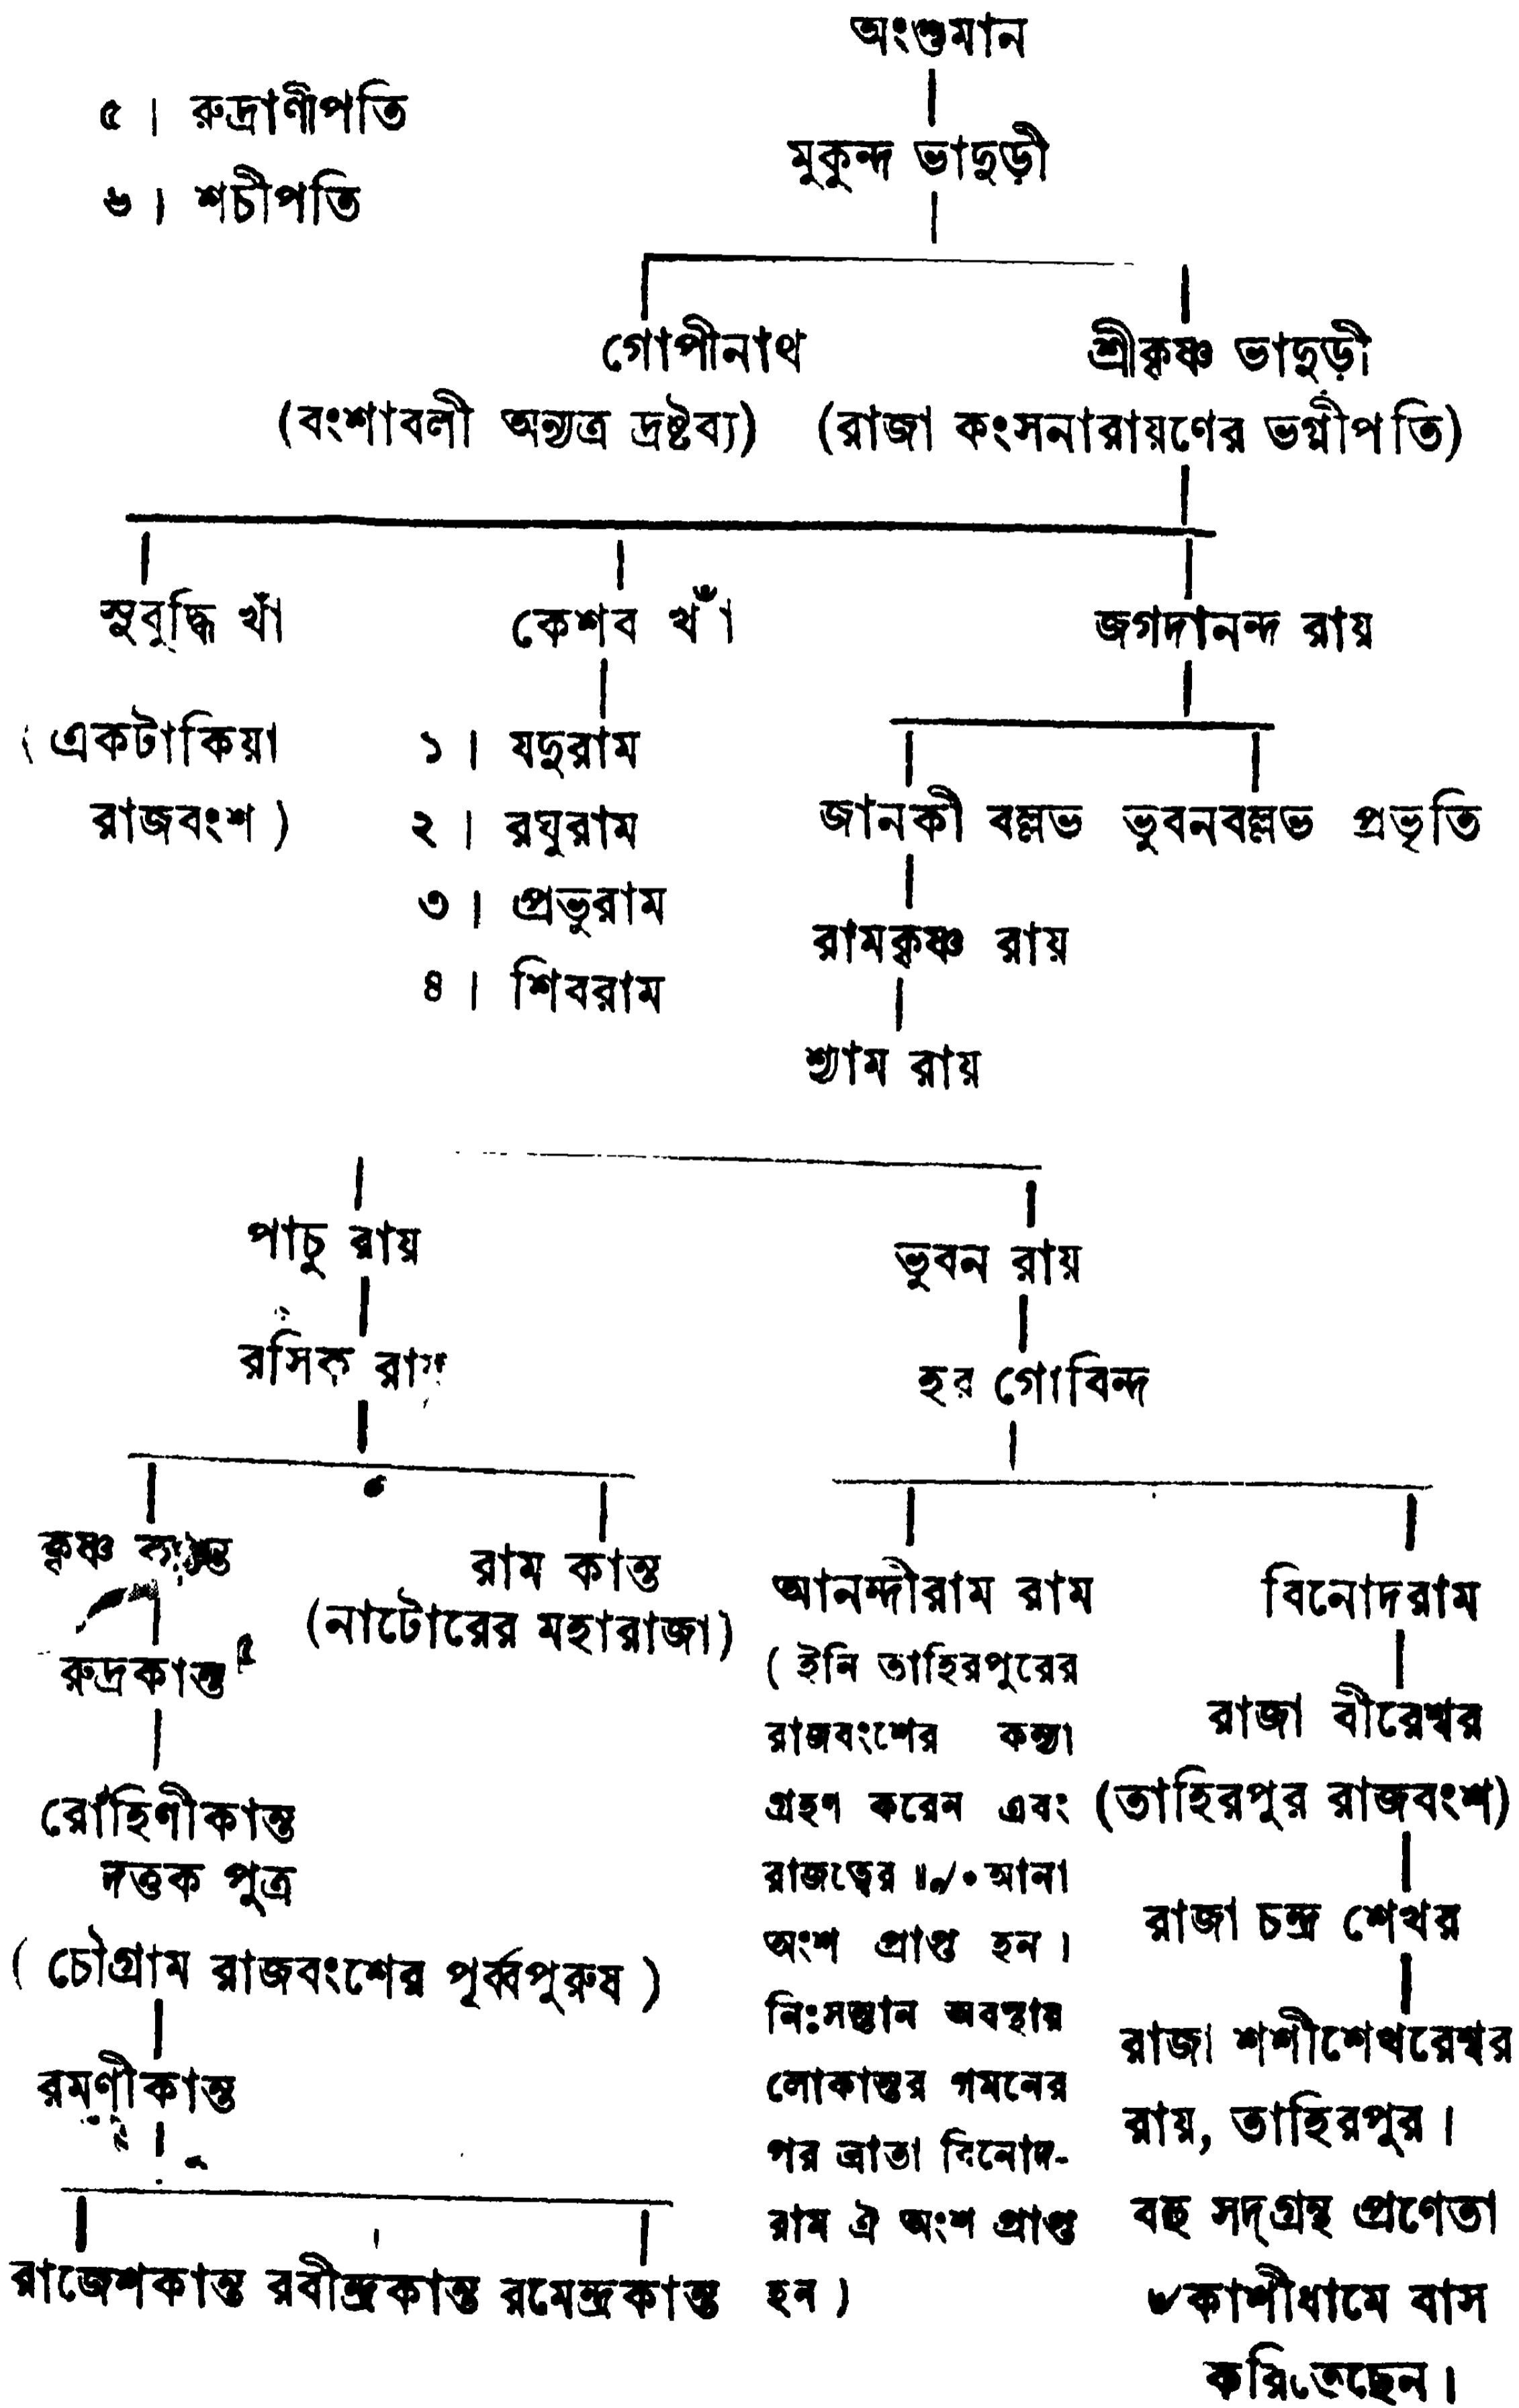 অংশুমান
৫। রুদ্রাণীপতি
মুকুন্দ ভাদুড়ী
৬। শচীপতি
গোপীনাথ শ্রীকৃষ্ণ ভাদুড়ী
(বংশাবলী অন্যত্র দ্রষ্টব্য) (রাজা কংসনারায়ণের ভগ্নীপতি)
সুবুদ্ধি খাঁ কেশব খাঁ জগদানন্দ রায়
(একটাকিয়া ১। যদুরাম
রাজবংশ) ২। রঘুরাম জানকী বল্লভ ভুবনবল্লভ প্রভৃতি
৩। প্রভুরাম
রামকৃষ্ণ রায়
৪। শিবরাম
শ্যাম রায়
পাচু রায় ভুবন রায়
রসিক রায় হর গোবিন্দ
কৃষ্ণ কান্ত রাম কান্ত
(নাটোরের মহারাজা)
রুদ্রকান্ত
রোহিণীকান্ত
দত্তক পুত্র
(চৌগ্রাম রাজবংশের পূর্ব্বপুরুষ)
রমণীকান্ত
রাজেশকান্ত রবীন্দ্রকান্ত রমেন্দ্রকান্ত
আনন্দীরাম রাম
(ইনি তাহিরপুরের
রাজবংশের কন্যা
গ্রহণ করেন এবং
রাজত্বের ॥৵০ আনা
অংশ প্রাপ্ত হন।
নিঃসন্তান অবস্থায়
লোকান্তর গমনের
পর ভ্রাতা বিনোদ-
রাম ঐ অংশ প্রাপ্ত
হন)
বিনোদরাম
রাজা বীরেশ্বর
(তাহিরপুর রাজবংশ)
রাজা চন্দ্র শেখর
রাজা শশীশেখরেশ্বর
রায়, তাহিরপুর।
বহু সদ্‌গ্রন্থ প্রণেতা
৺কাশীধামে বাস
করিতেছেন।